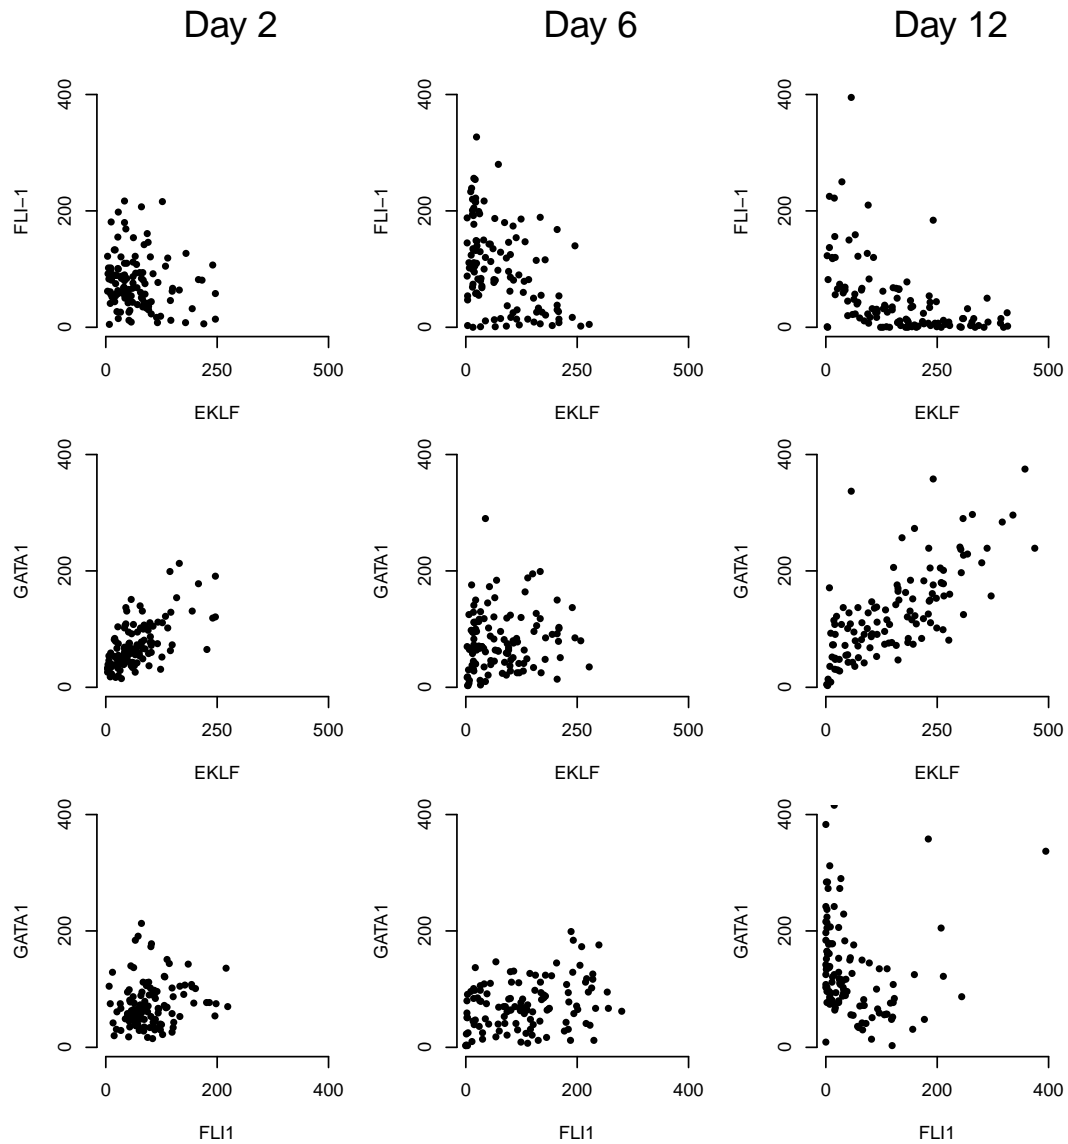 Day 2 Day 6 Day 12
400 400 400
FLI−1 FLI−1 FLI−1
200 200 200
0 0 0
0 250 500 0 250 500 0 250 500
EKLF EKLF EKLF
400 400 400
GATA1 GATA1 GATA1
200 200 200
0 0 0
0 250 500 0 250 500 0 250 500
EKLF EKLF EKLF
400 400 400
GATA1 GATA1 GATA1
200 200 200
0 0 0
0 200 400 0 200 400 0 200 400
FLI1 FLI1 FLI1